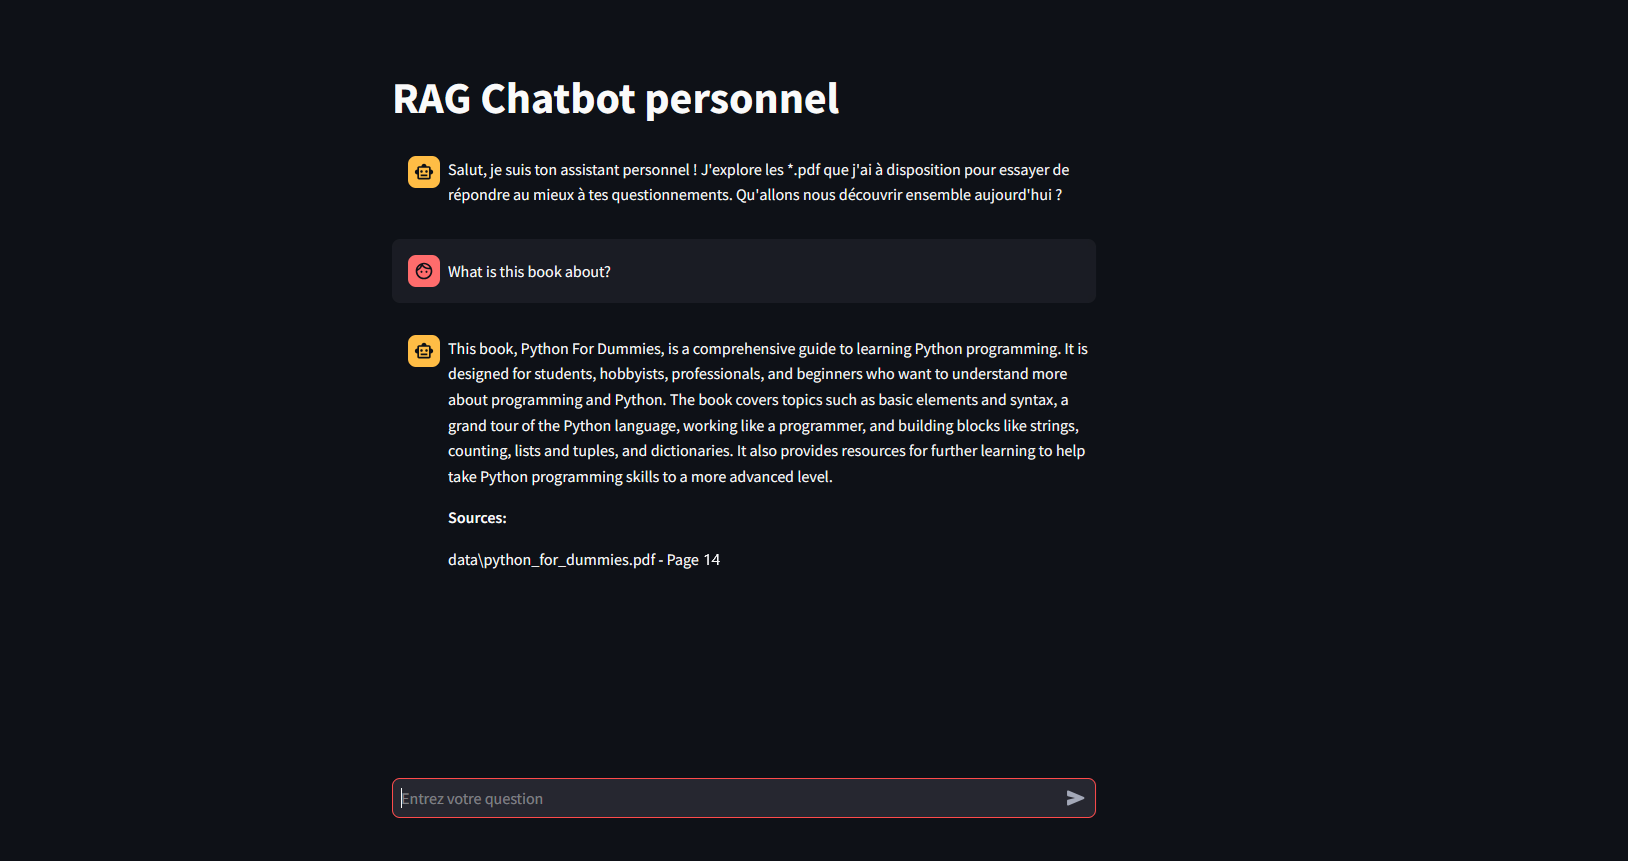 RAG Chatbot personnel
Salut, je suis ton assistant personnel ! J'explore les *.pdf que j'ai à disposition pour essayer de
répondre au mieux à tes questionnements. Qu'allons nous découvrir ensemble aujourd'hui ?
What is this book about?
This book, Python For Dummies, is a comprehensive guide to learning Python programming. It is
designed for students, hobbyists, professionals, and beginners who want to understand more
about programming and Python. The book covers topics such as basic elements and syntax, a
grand tour of the Python language, working like a programmer, and building blocks like strings,
counting, lists and tuples, and dictionaries. It also provides resources for further learning to help
take Python programming skills to a more advanced level.
Sources:
data\python_for_dummies.pdf - Page 14
Entrez votre question